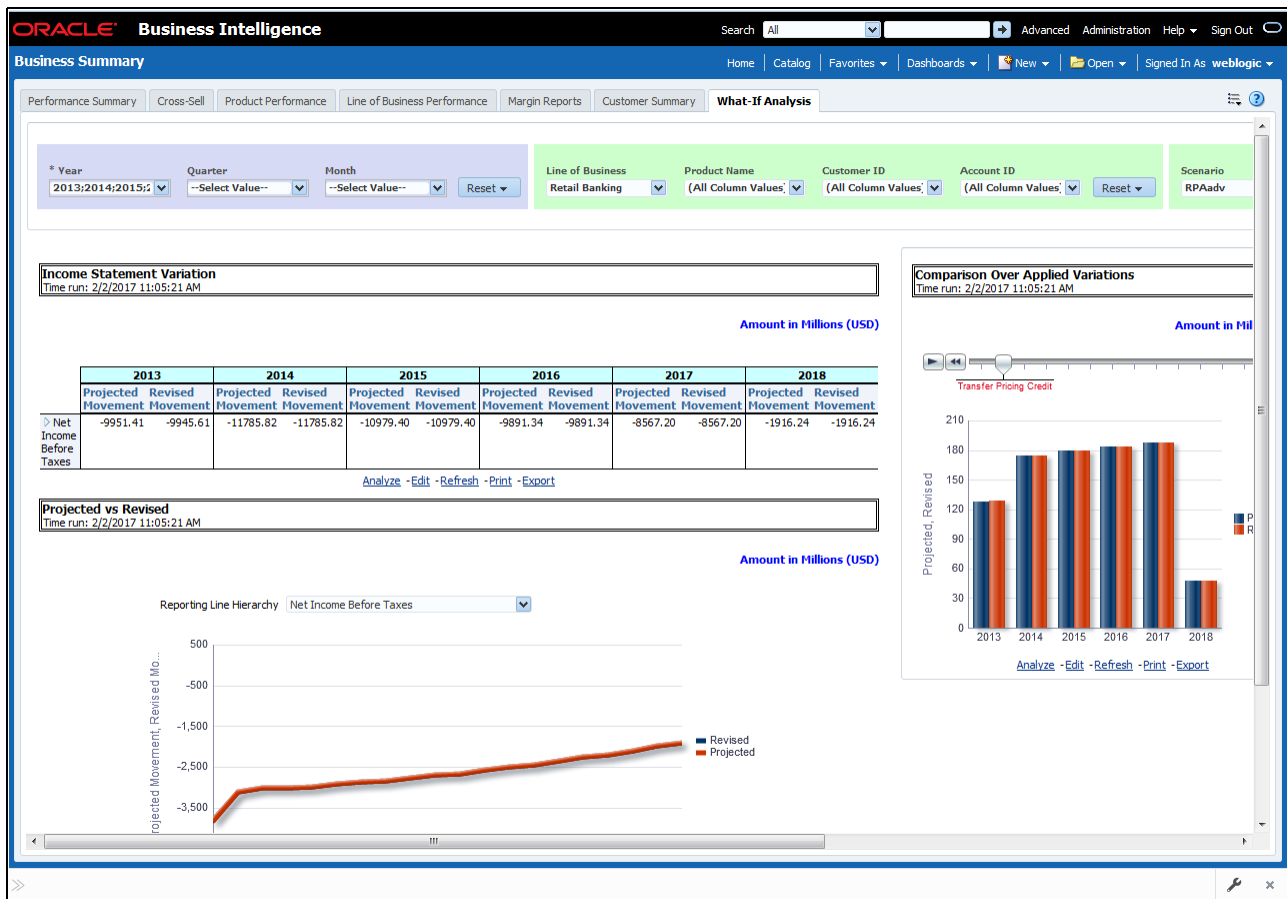 ORACLE Business Intelligence
Search All Advanced Administration Help Sign Out
Business Summary
Home Catalog Favorites Dashboards New Open Signed In As weblogic
Performance Summary Cross-Sell Product Performance Line of Business Performance Margin Reports Customer Summary What-If Analysis
* Year Quarter Month Line of Business Product Name Customer ID Account ID Scenario
2013;2014;2015;2 --Select Value-- --Select Value-- Reset Retail Banking (All Column Values) (All Column Values) (All Column Values) Reset RPAadv
Income Statement Variation
Time run: 2/2/2017 11:05:21 AM
Amount in Millions (USD)
2013 2014 2015 2016 2017 2018
Projected Revised Projected Revised Projected Revised Projected Revised Projected Revised Projected Revised
Movement Movement Movement Movement Movement Movement Movement Movement Movement Movement Movement Movement
Net -9951.41 -9945.61 -11785.82 -11785.82 -10979.40 -10979.40 -9891.34 -9891.34 -8567.20 -8567.20 -1916.24 -1916.24
Income
Before
Taxes
Analyze - Edit - Refresh - Print - Export
Projected vs Revised
Time run: 2/2/2017 11:05:21 AM
Amount in Millions (USD)
Reporting Line Hierarchy Net Income Before Taxes
rojected Movement, Revised Mo...
500
-500
-1,500
-2,500
-3,500
Revised
Projected
Comparison Over Applied Variations
Time run: 2/2/2017 11:05:21 AM
Amount in Mil
Transfer Pricing Credit
Projected, Revised
210
180
150
120
90
60
30
0
2013 2014 2015 2016 2017 2018
P
R
Analyze - Edit - Refresh - Print - Export